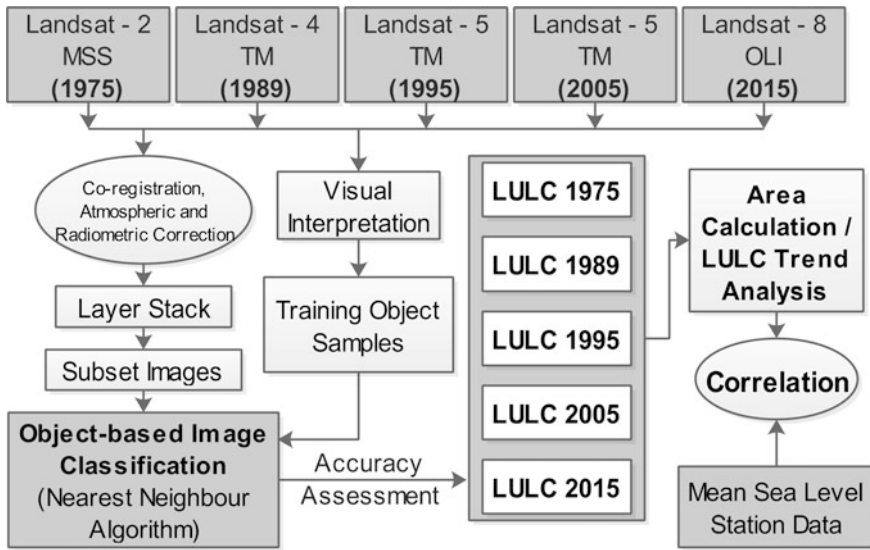 Landsat - 2
MSS
(1975)
Landsat - 4
TM
(1989)
Landsat - 5
TM
(1995)
Landsat - 5
TM
(2005)
Landsat - 8
OLI
(2015)
Co-registration,
Atmospheric and
Radiometric Correction
Layer Stack
Subset Images
Object-based Image
Classification
(Nearest Neighbour
Algorithm)
Visual
Interpretation
Training Object
Samples
Accuracy
Assessment
LULC 1975
LULC 1989
LULC 1995
LULC 2005
LULC 2015
Area
Calculation /
LULC Trend
Analysis
Correlation
Mean Sea Level
Station Data